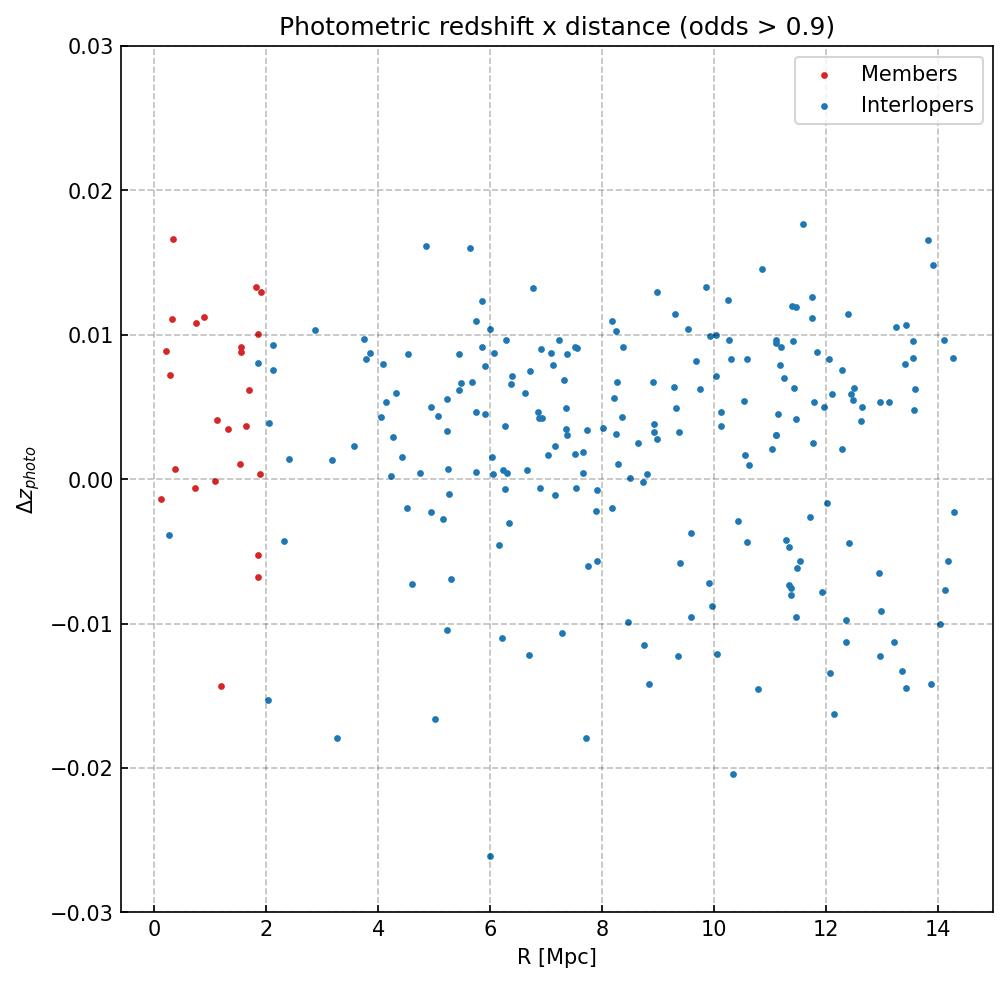 Photometric redshift x distance (odds > 0.9)
Members
Interlopers
0.03
0.02
0.01
0.00
−0.01
−0.02
−0.03
Δz_photo
0 2 4 6 8 10 12 14
R [Mpc]